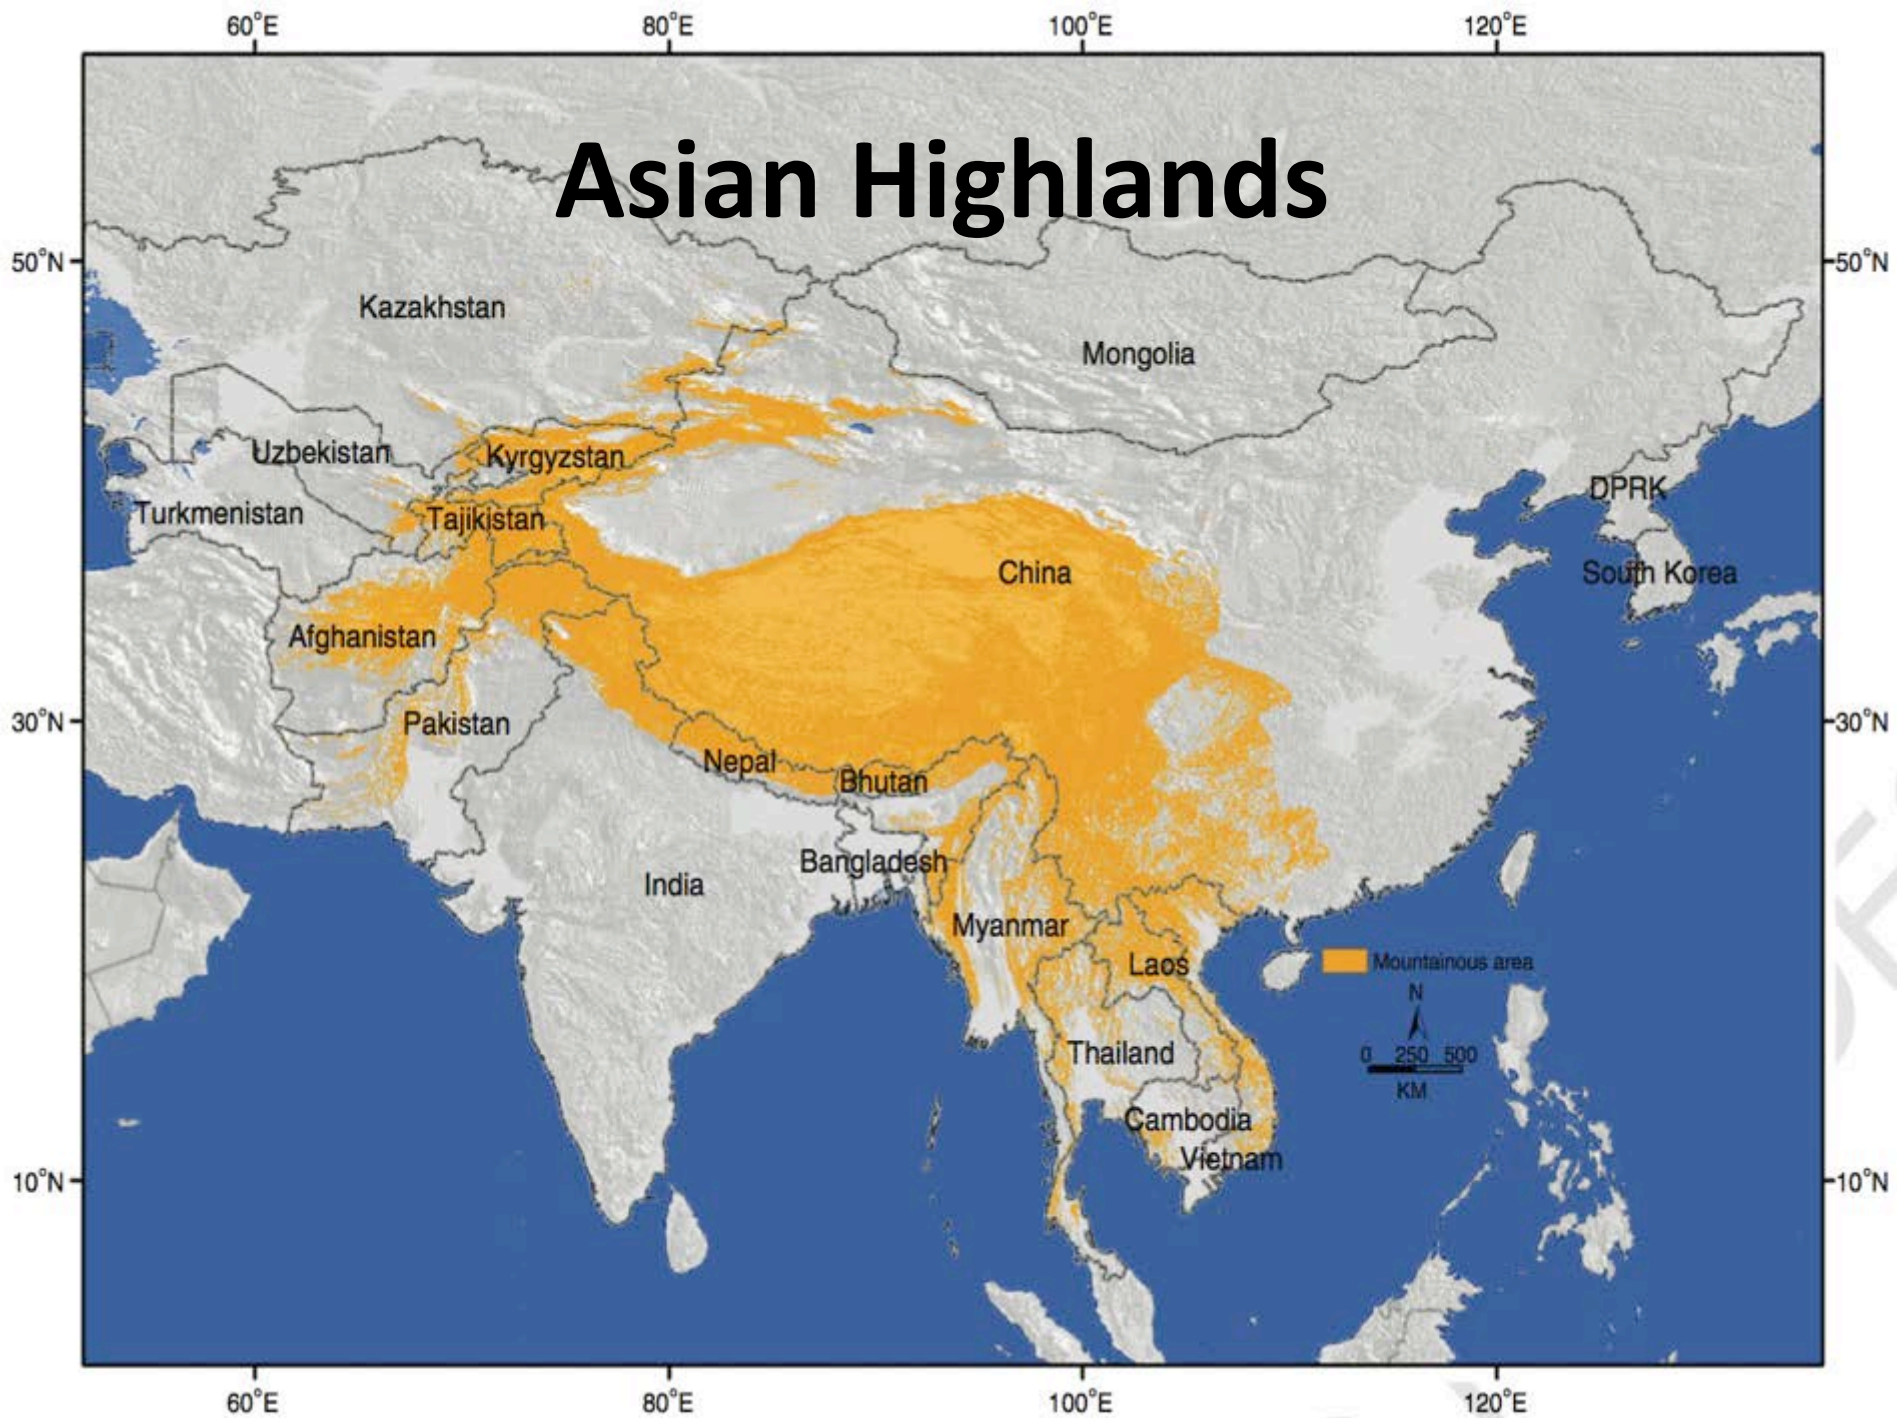 60°E 80°E 100°E 120°E
Asian Highlands
50°N 50°N
Kazakhstan
Mongolia
Uzbekistan
Kyrgyzstan
DPRK
Turkmenistan
Tajikistan
China
South Korea
Afghanistan
30°N 30°N
Pakistan
Nepal
Bhutan
Bangladesh
India
Myanmar
Laos
Mountainous area
N
Thailand
0 250 500
KM
Cambodia
Vietnam
10°N 10°N
60°E 80°E 100°E 120°E